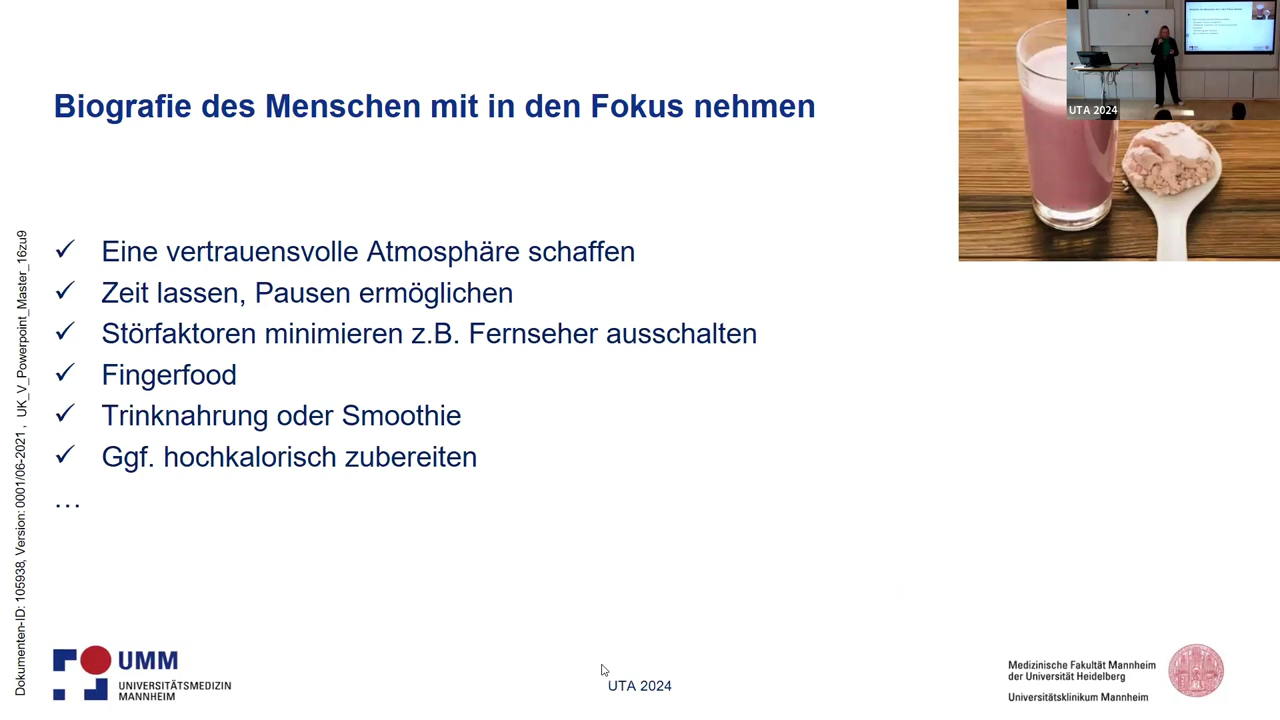 Biografie des Menschen mit in den Fokus nehmen
UTA 2024
✓ Eine vertrauensvolle Atmosphäre schaffen
✓ Zeit lassen, Pausen ermöglichen
✓ Störfaktoren minimieren z.B. Fernseher ausschalten
✓ Fingerfood
✓ Trinknahrung oder Smoothie
✓ Ggf. hochkalorisch zubereiten
…
Dokumenten-ID: 105938, Version: 0001/06-2021 , UK_V_Powerpoint_Master_16zu9
UMM
UNIVERSITÄTSMEDIZIN
MANNHEIM
UTA 2024
Medizinische Fakultät Mannheim
der Universität Heidelberg
Universitätsklinikum Mannheim